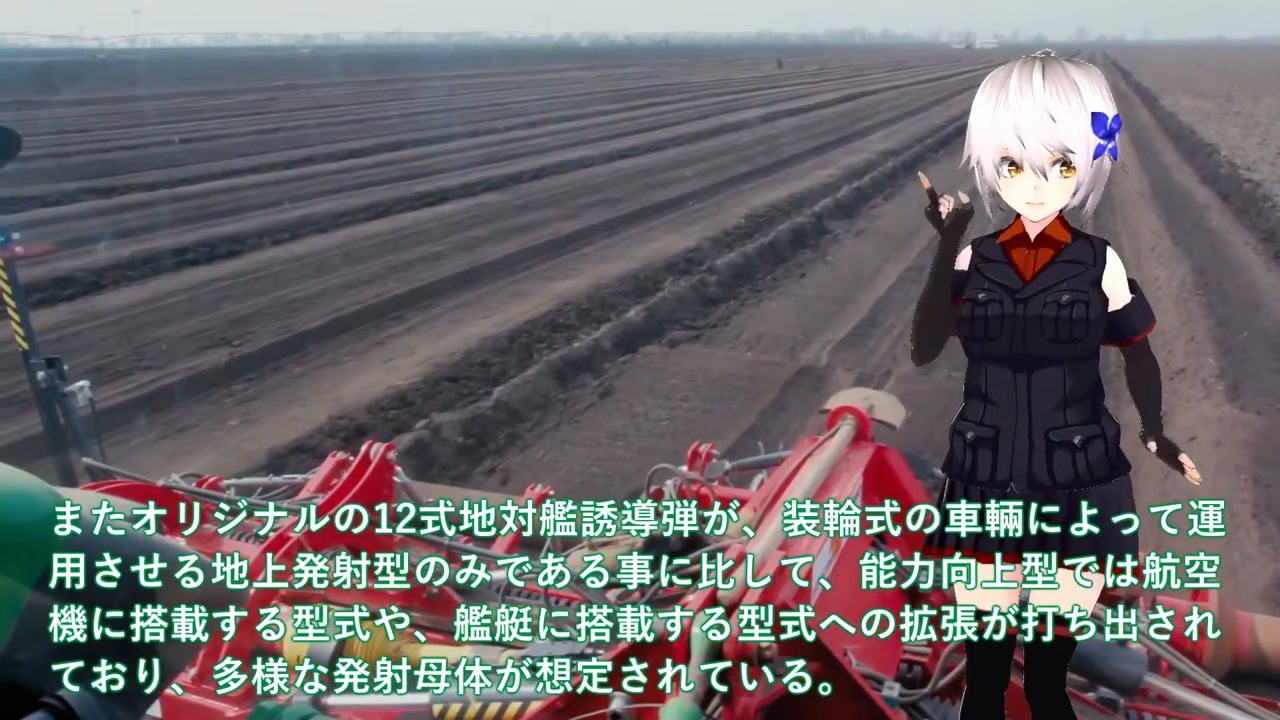 またオリジナルの12式地対艦誘導弾が、装輪式の車輛によって運
用させる地上発射型のみである事に比して、能力向上型では航空
機に搭載する型式や、艦艇に搭載する型式への拡張が打ち出され
ており、多様な発射母体が想定されている。